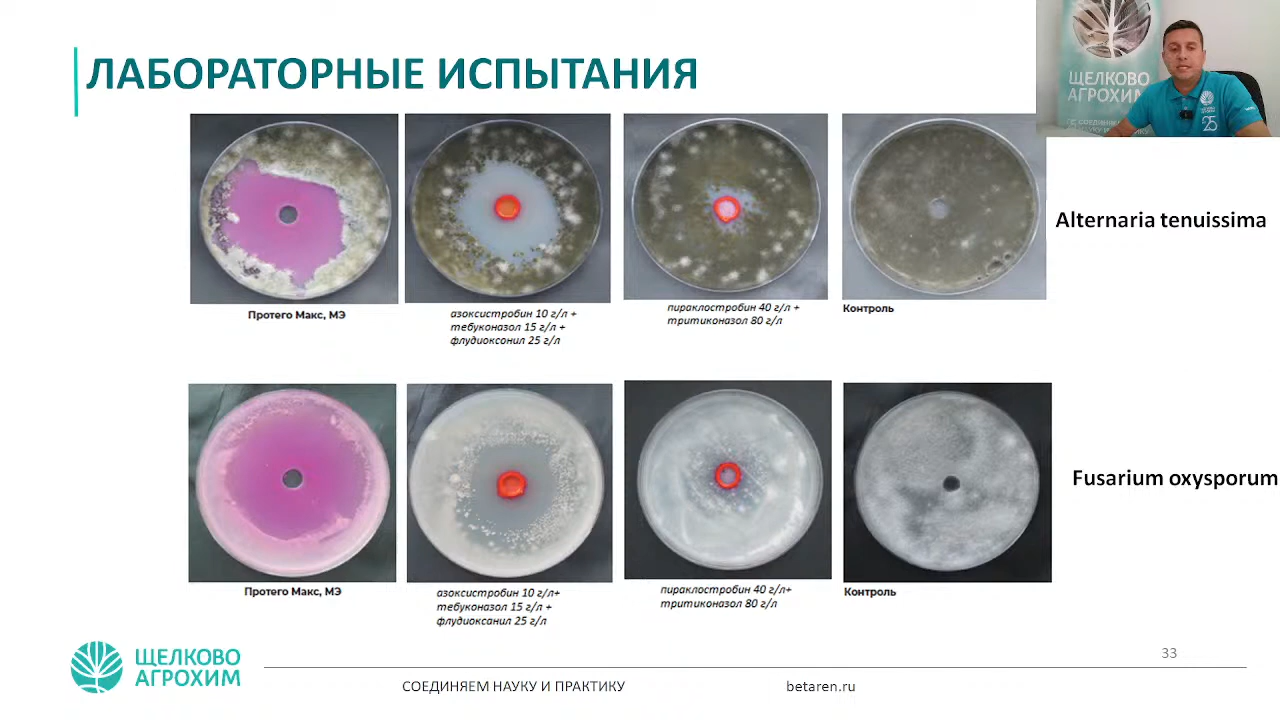 ЛАБОРАТОРНЫЕ ИСПЫТАНИЯ
ЩЕЛКОВО
АГРОХИМ
25
Alternaria tenuissima
Протего Макс, МЭ
азоксистробин 10 г/л +
тебуконазол 15 г/л +
флудиоксонил 25 г/л
пираклостробин 40 г/л +
тритиконазол 80 г/л
Контроль
Fusarium oxysporum
Протего Макс, МЭ
азоксистробин 10 г/л+
тебуконазол 15 г/л +
флудиоксанил 25 г/л
пираклостробин 40 г/л+
тритиконазол 80 г/л
Контроль
33
ЩЕЛКОВО
АГРОХИМ
СОЕДИНЯЕМ НАУКУ И ПРАКТИКУ
betaren.ru